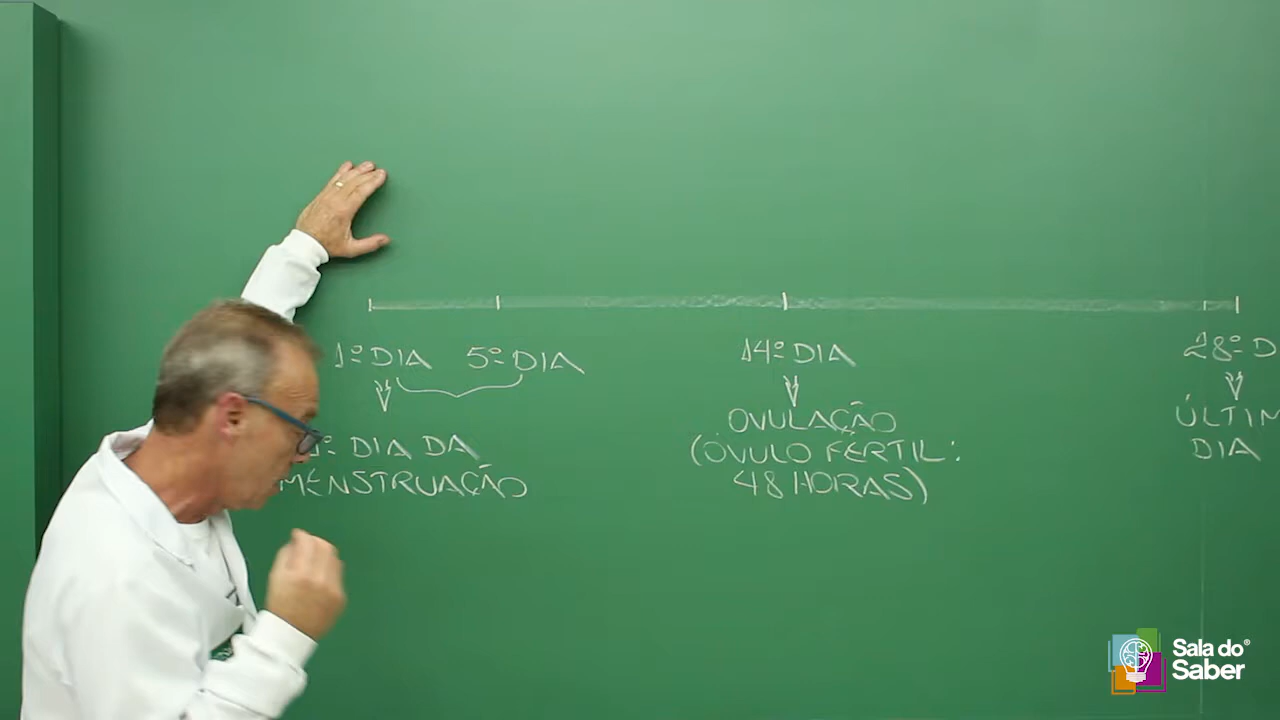 1º DIA 5º DIA
14º DIA
28º D
ÚLTIM
DIA
º DIA DA
MENSTRUAÇÃO
OVULAÇÃO
(ÓVULO FÉRTIL:
48 HORAS)
Sala do®
Saber